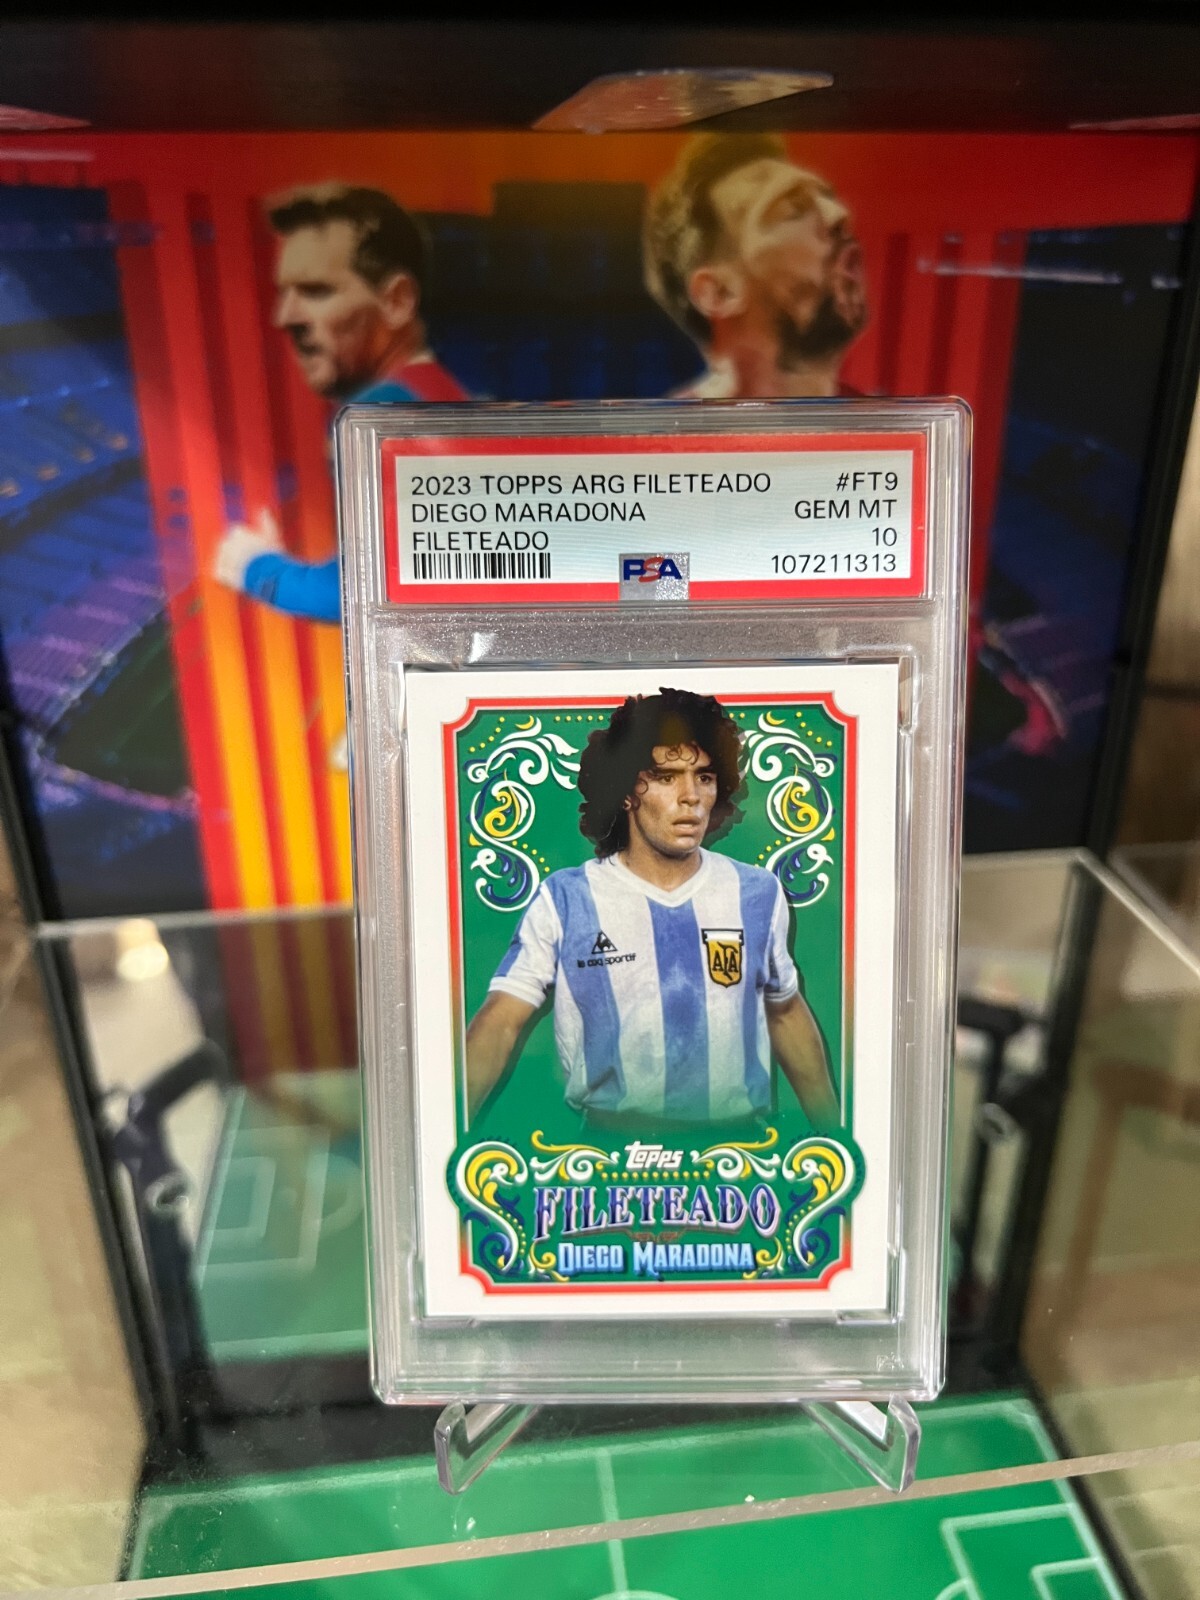 2023 TOPPS ARG FILETEADO #FT9
DIEGO MARADONA GEM MT
FILETEADO 10
PSA 107211313
le coq sportif
AFA
topps
FILETEADO
DIEGO MARADONA